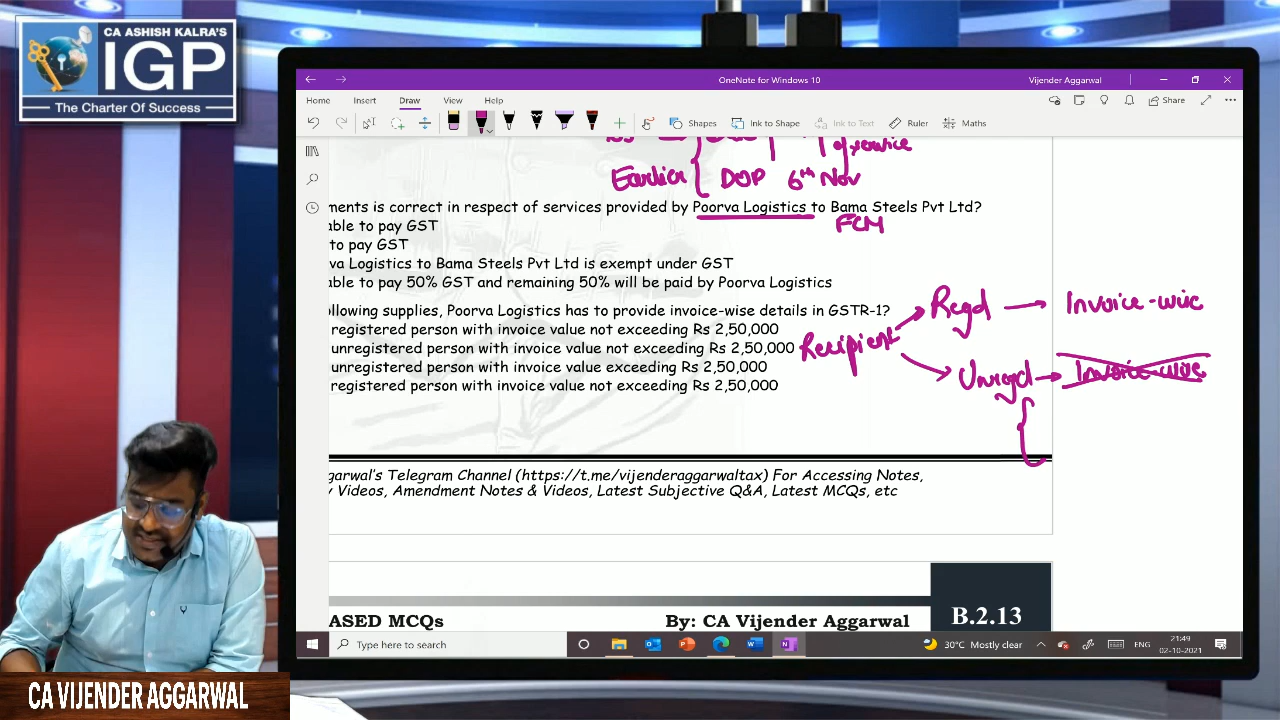 CA ASHISH KALRA'S
IGP
The Charter Of Success
OneNote for Windows 10
Vijender Aggarwal
Home Insert Draw View Help
Share
Shapes
Ink to Shape
Ink to Text
Ruler
Maths
of service
Earlier DOP 6th Nov
ments is correct in respect of services provided by Poorva Logistics to Bama Steels Pvt Ltd?
FCM
able to pay GST
to pay GST
va Logistics to Bama Steels Pvt Ltd is exempt under GST
able to pay 50% GST and remaining 50% will be paid by Poorva Logistics
ollowing supplies, Poorva Logistics has to provide invoice-wise details in GSTR-1?
registered person with invoice value not exceeding Rs 2,50,000
unregistered person with invoice value not exceeding Rs 2,50,000
unregistered person with invoice value exceeding Rs 2,50,000
registered person with invoice value not exceeding Rs 2,50,000
Recipient
Regd Invoice-wise
Unregd Invoice-wise
garwal's Telegram Channel (https://t.me/vijenderaggarwaltax) For Accessing Notes,
y Videos, Amendment Notes & Videos, Latest Subjective Q&A, Latest MCQs, etc
ASED MCQs
By: CA Vijender Aggarwal
B.2.13
Type here to search
30°C Mostly clear
ENG
21:49
02-10-2021
CA VIJENDER AGGARWAL